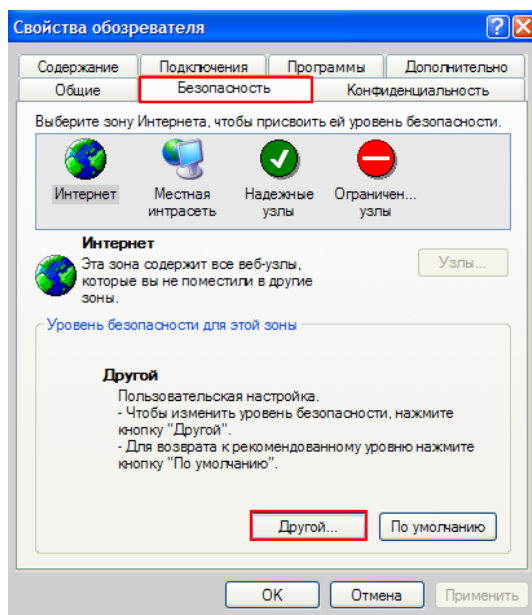 Свойства обозревателя
Содержание Подключения Программы Дополнительно
Общие Безопасность Конфиденциальность
Выберите зону Интернета, чтобы присвоить ей уровень безопасности.
Интернет Местная интрасеть Надежные узлы Ограничен... узлы
Интернет
Эта зона содержит все веб-узлы,
которые вы не поместили в другие
зоны.
Узлы...
Уровень безопасности для этой зоны
Другой
Пользовательская настройка.
- Чтобы изменить уровень безопасности, нажмите
кнопку "Другой".
- Для возврата к рекомендованному уровню нажмите
кнопку "По умолчанию".
Другой... По умолчанию
OK Отмена Применить